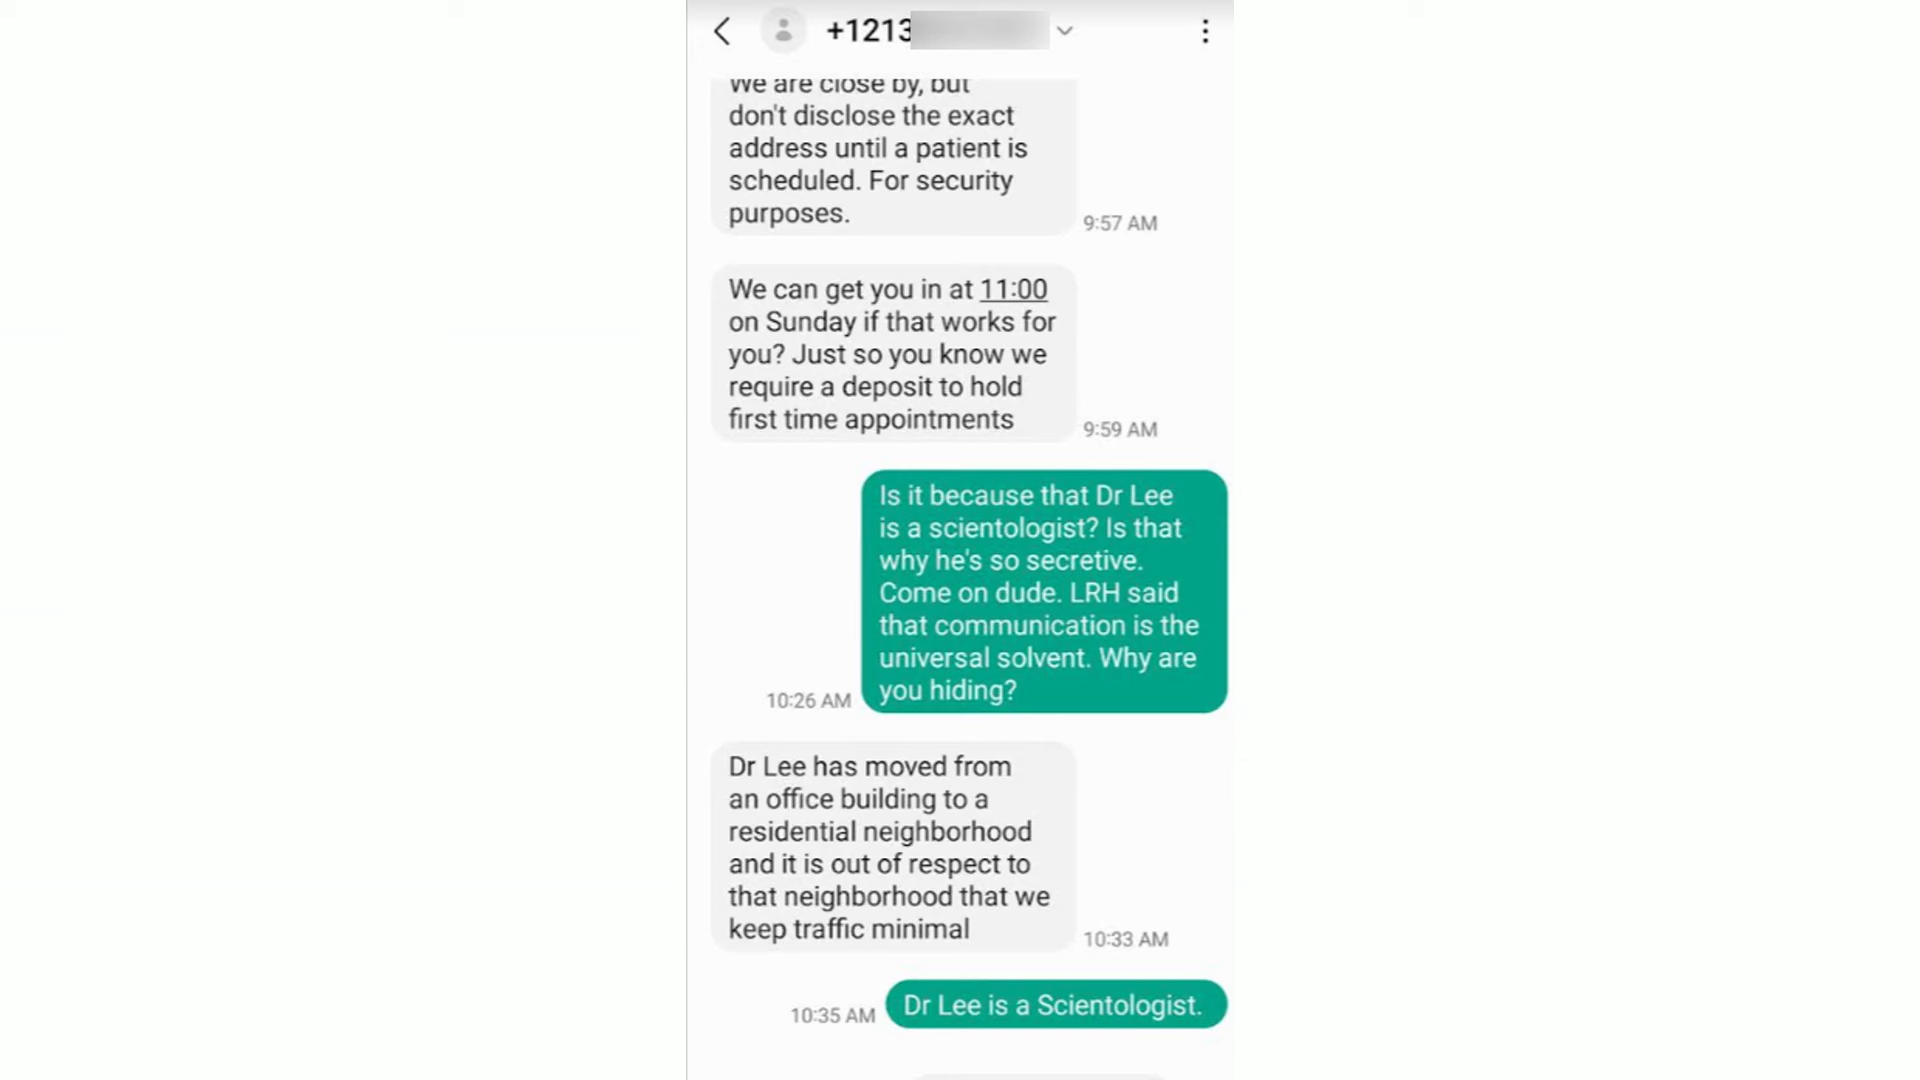 +1213
We are close by, but
don't disclose the exact
address until a patient is
scheduled. For security
purposes.
9:57 AM
We can get you in at 11:00
on Sunday if that works for
you? Just so you know we
require a deposit to hold
first time appointments
9:59 AM
Is it because that Dr Lee
is a scientologist? Is that
why he's so secretive.
Come on dude. LRH said
that communication is the
universal solvent. Why are
you hiding?
10:26 AM
Dr Lee has moved from
an office building to a
residential neighborhood
and it is out of respect to
that neighborhood that we
keep traffic minimal
10:33 AM
Dr Lee is a Scientologist.
10:35 AM